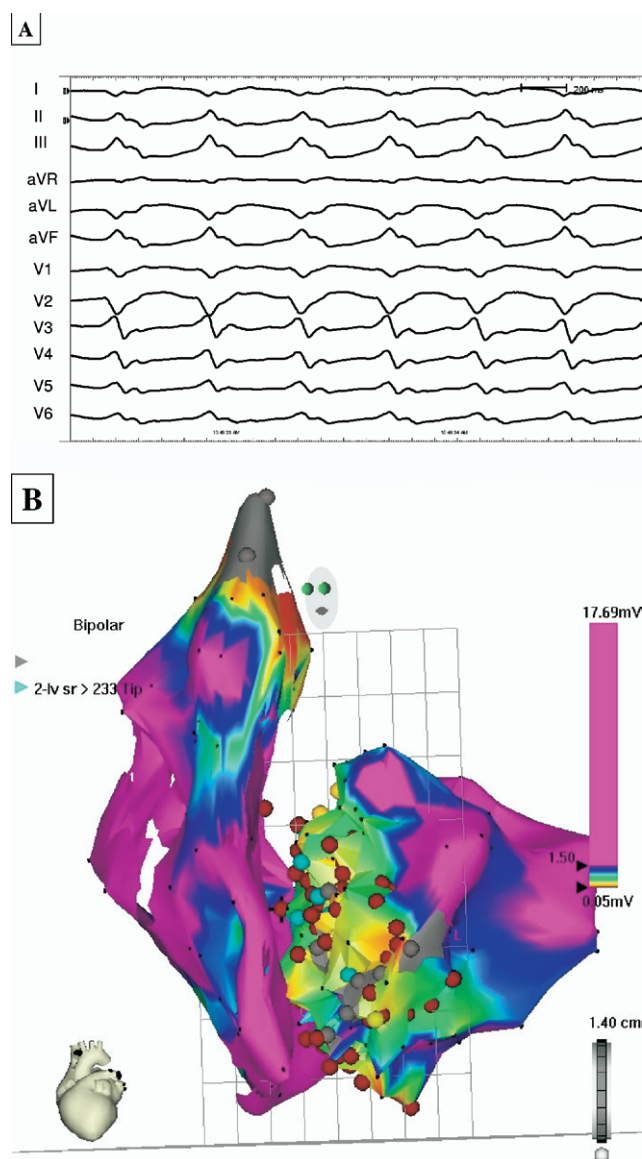 A
I
200 ms
II
III
aVR
aVL
aVF
V1
V2
V3
V4
V5
V6
B
17.69mV
Bipolar
2-lv sr > 233 Tip
1.50
0.05mV
L
1.40 cm